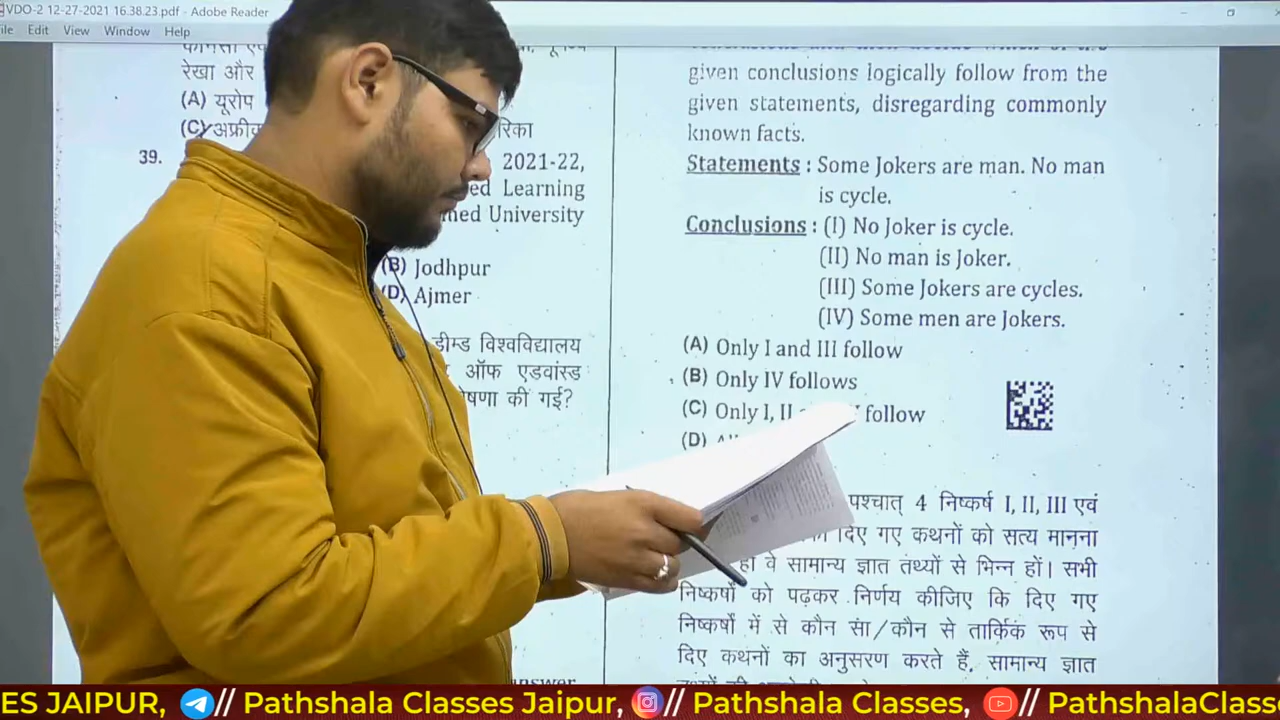 VDO-2 12-27-2021 16.38.23.pdf - Adobe Reader
Edit View Window Help
रेखा और
(A) यूरोप
(C) अफ्रीक रिका
39. 2021-22,
ed Learning
University
(B) Jodhpur
(D) Ajmer
डीम्ड विश्वविद्यालय
ऑफ एडवांस्ड
की गई?
given conclusions logically follow from the
given statements, disregarding commonly
known facts.
Statements : Some Jokers are man. No man
is cycle.
Conclusions : (I) No Joker is cycle.
(II) No man is Joker.
(III) Some Jokers are cycles.
(IV) Some men are Jokers.
(A) Only I and III follow
(B) Only IV follows
(C) Only I, II follow
(D)
पश्चात् 4 निष्कर्ष I, II, III एवं
दिए गए कथनों को सत्य मानना
वे सामान्य ज्ञात तथ्यों से भिन्न हों। सभी
निष्कर्षों को पढ़कर निर्णय कीजिए कि दिए गए
निष्कर्षों में से कौन सा/कौन से तार्किक रूप से
दिए कथनों का अनुसरण करते हैं, सामान्य ज्ञात
ES JAIPUR, // Pathshala Classes Jaipur, // Pathshala Classes, // PathshalaClass